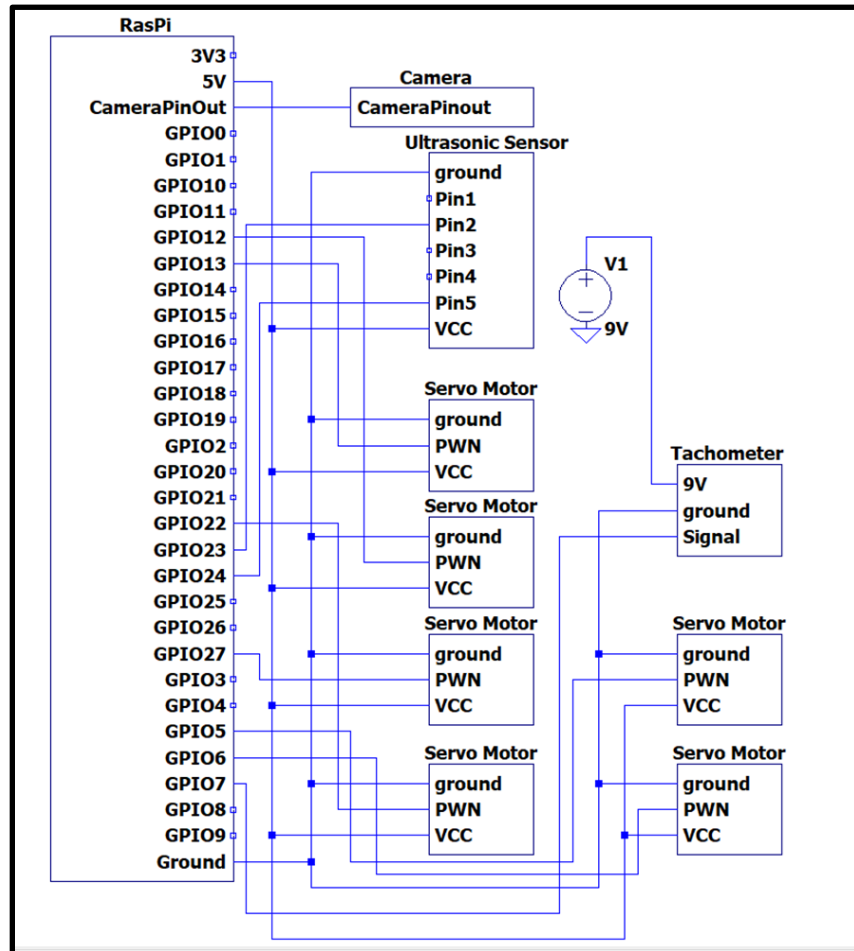 RasPi
3V3
5V
CameraPinOut
GPIO0
GPIO1
GPIO10
GPIO11
GPIO12
GPIO13
GPIO14
GPIO15
GPIO16
GPIO17
GPIO18
GPIO19
GPIO2
GPIO20
GPIO21
GPIO22
GPIO23
GPIO24
GPIO25
GPIO26
GPIO27
GPIO3
GPIO4
GPIO5
GPIO6
GPIO7
GPIO8
GPIO9
Ground
Camera
CameraPinout
Ultrasonic Sensor
ground
Pin1
Pin2
Pin3
Pin4
Pin5
VCC
Servo Motor
ground
PWN
VCC
Servo Motor
ground
PWN
VCC
Servo Motor
ground
PWN
VCC
Servo Motor
ground
PWN
VCC
V1
9V
Tachometer
9V
ground
Signal
Servo Motor
ground
PWN
VCC
Servo Motor
ground
PWN
VCC